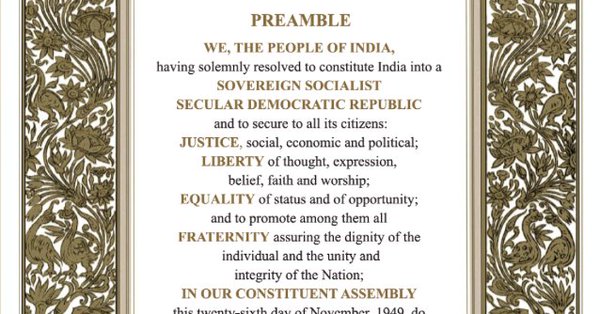 PREAMBLE
WE, THE PEOPLE OF INDIA,
having solemnly resolved to constitute India into a
SOVEREIGN SOCIALIST
SECULAR DEMOCRATIC REPUBLIC
and to secure to all its citizens:
JUSTICE, social, economic and political;
LIBERTY of thought, expression,
belief, faith and worship;
EQUALITY of status and of opportunity;
and to promote among them all
FRATERNITY assuring the dignity of the
individual and the unity and
integrity of the Nation;
IN OUR CONSTITUENT ASSEMBLY
this twenty-sixth day of November, 1949, do